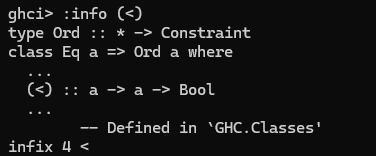 ghci> :info (<)
type Ord :: * -> Constraint
class Eq a => Ord a where
  ...
  (<) :: a -> a -> Bool
  ...
        -- Defined in ‘GHC.Classes'
infix 4 <